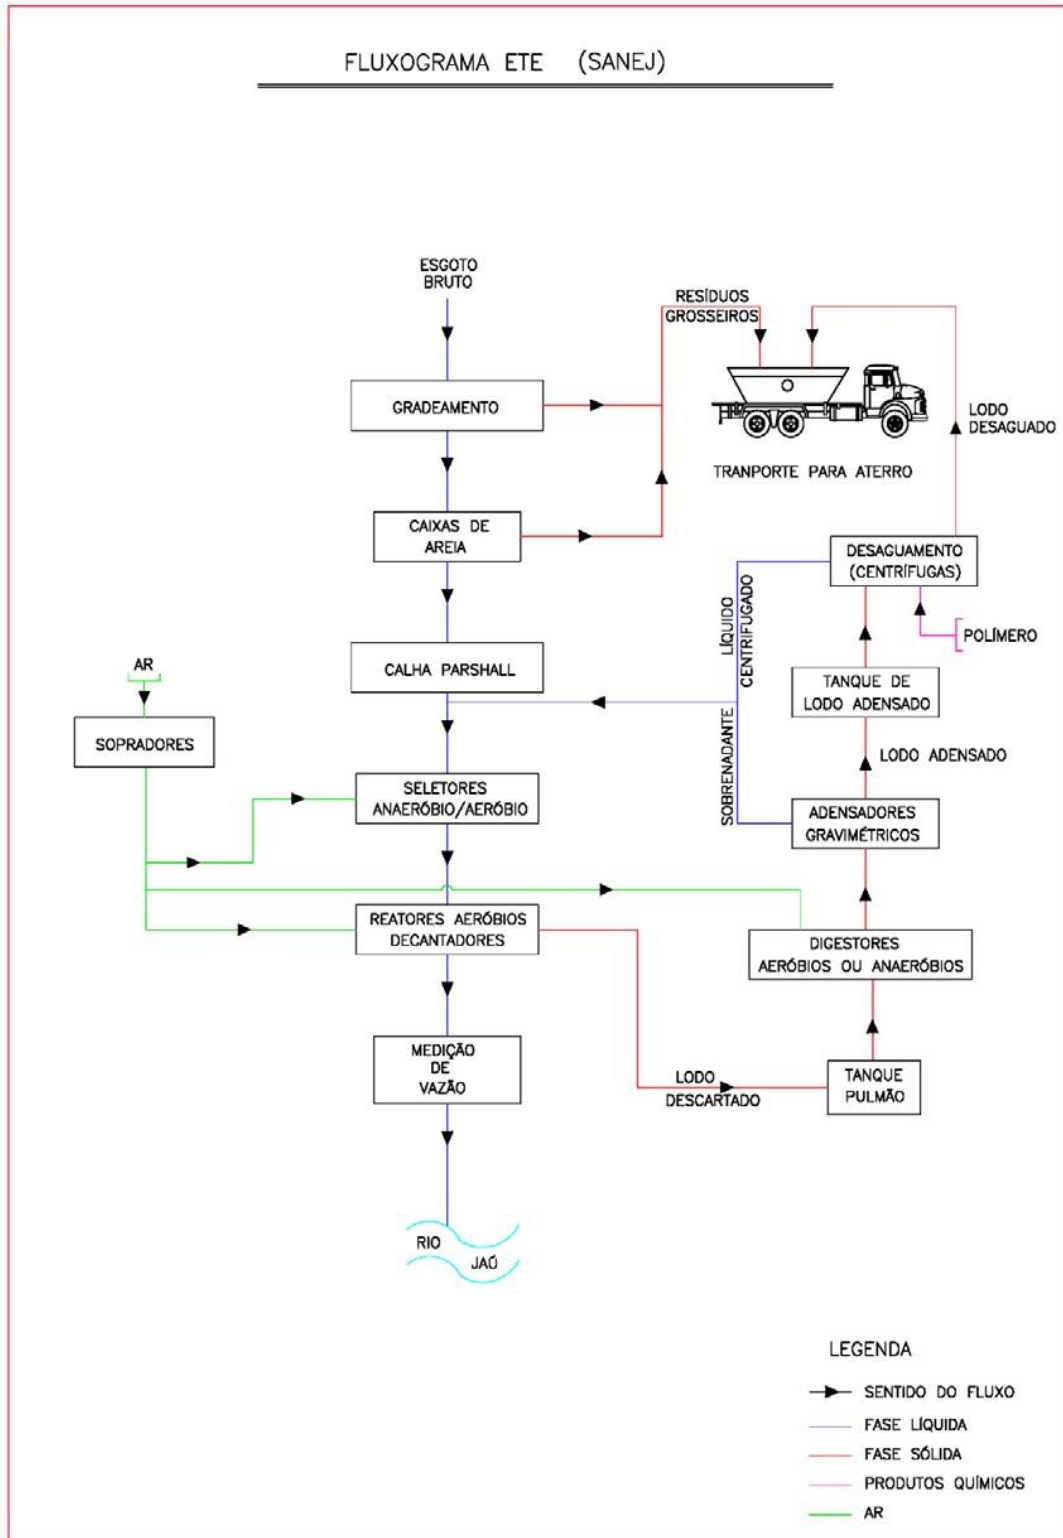 FLUXOGRAMA ETE (SANEJ)
ESGOTO
BRUTO
RESÍDUOS
GROSSEIROS
GRADEAMENTO
LODO
DESAGUADO
TRANPORTE PARA ATERRO
CAIXAS DE
AREIA
DESAGUAMENTO
(CENTRÍFUGAS)
LÍQUIDO
CENTRIFUGADO
POLÍMERO
CALHA PARSHALL
AR
TANQUE DE
LODO ADENSADO
SOPRADORES
LODO ADENSADO
SOBRENADANTE
SELETORES
ANAERÓBIO/AERÓBIO
ADENSADORES
GRAVIMÉTRICOS
REATORES AERÓBIOS
DECANTADORES
DIGESTORES
AERÓBIOS OU ANAERÓBIOS
MEDIÇÃO
DE
VAZÃO
LODO
DESCARTADO
TANQUE
PULMÃO
RIO
JAÚ
LEGENDA
SENTIDO DO FLUXO
FASE LÍQUIDA
FASE SÓLIDA
PRODUTOS QUÍMICOS
AR